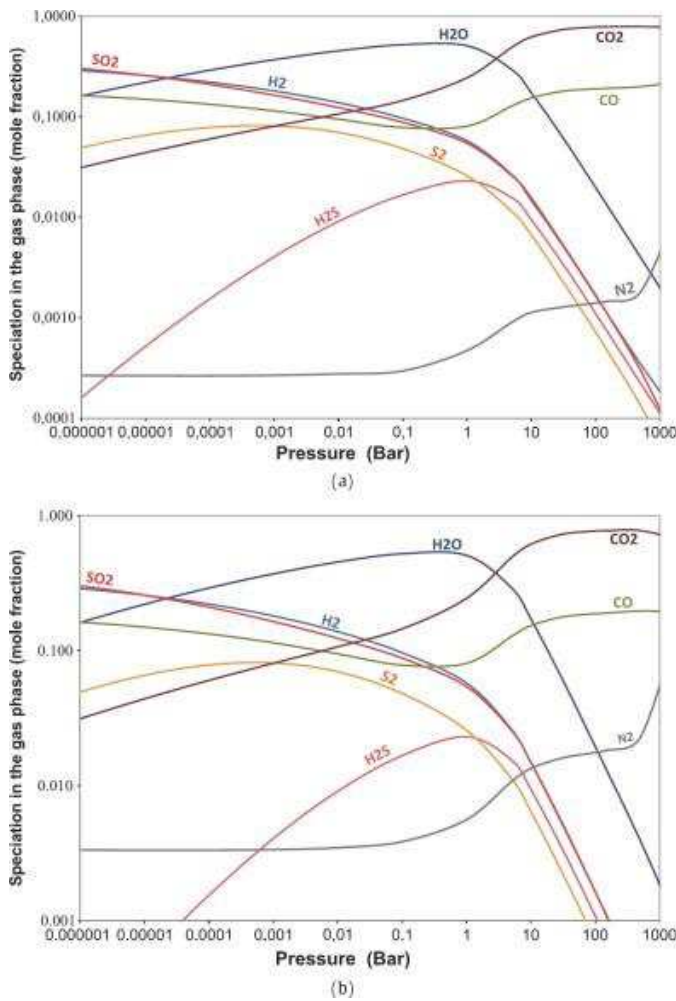 1,0000
H2O
CO2
SO2
H2
0,1000
CO
S2
0,0100
H2S
N2
0,0010
0,0001
0.000001 0,00001 0,0001 0,001 0,01 0,1 1 10 100 1000
Speciation in the gas phase (mole fraction)
Pressure (Bar)
(a)
1.000
H2O
CO2
SO2
H2
CO
0.100
S2
N2
H2S
0.010
0.001
0.000001 0.00001 0,0001 0,001 0,01 0,1 1 10 100 1000
Speciation in the gas phase (mole fraction)
Pressure (Bar)
(b)